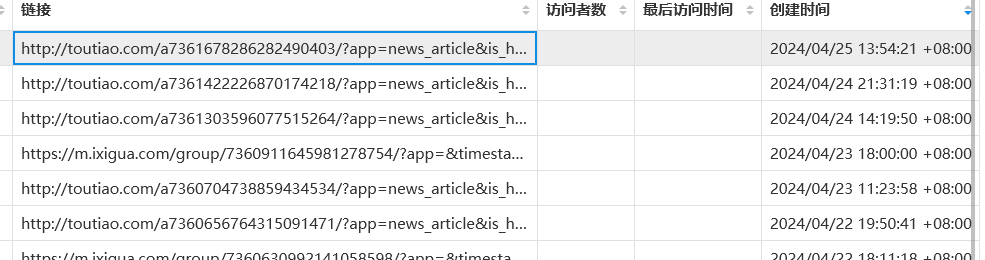 链接 访问者数 最后访问时间 创建时间
http://toutiao.com/a7361678286282490403/?app=news_article&is_h... 2024/04/25 13:54:21 +08:00
http://toutiao.com/a7361422226870174218/?app=news_article&is_h... 2024/04/24 21:31:19 +08:00
http://toutiao.com/a7361303596077515264/?app=news_article&is_h... 2024/04/24 14:19:50 +08:00
https://m.ixigua.com/group/7360911645981278754/?app=&timesta... 2024/04/23 18:00:00 +08:00
http://toutiao.com/a7360704738859434534/?app=news_article&is_h... 2024/04/23 11:23:58 +08:00
http://toutiao.com/a7360656764315091471/?app=news_article&is_h... 2024/04/22 19:50:41 +08:00
https://m.ixigua.com/group/7360630992141058598/?app=&timesta... 2024/04/22 18:11:18 +08:00